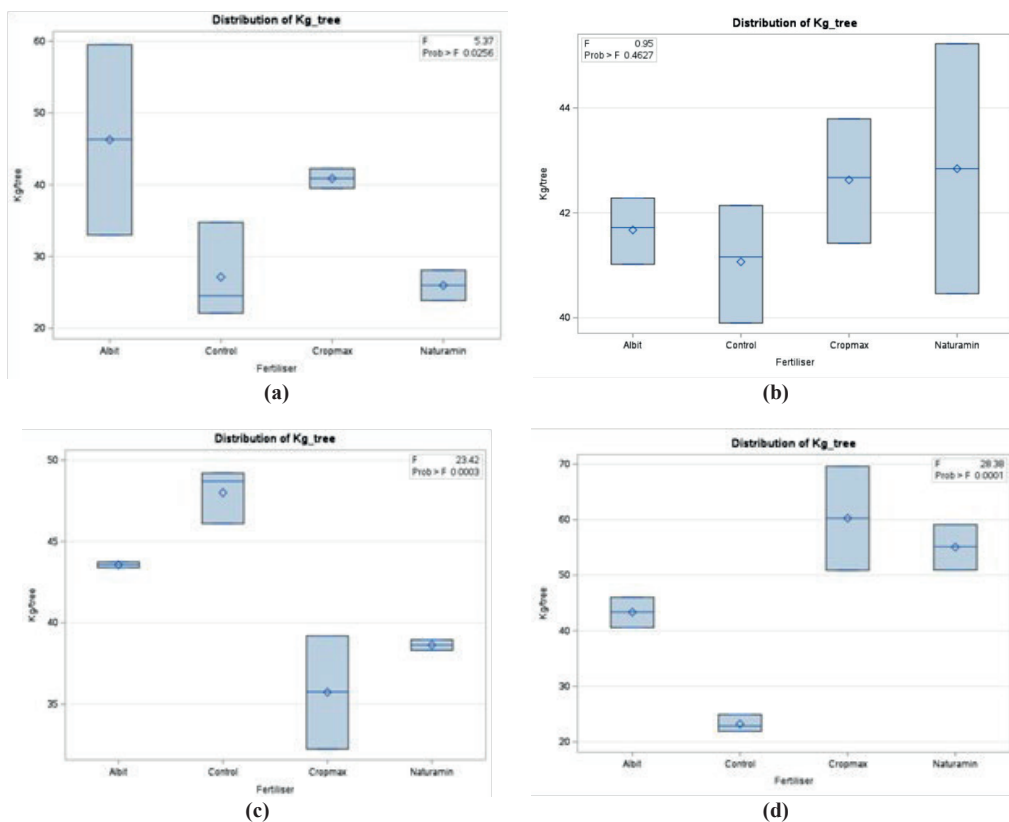 Distribution of Kg_tree
F 5.37
Prob > F 0.0256
60
50
40
30
20
Kg/tree
Albit Control Cropmax Naturamin
Fertiliser
(a)
Distribution of Kg_tree
F 0.95
Prob > F 0.4627
44
42
40
Kg/tree
Albit Control Cropmax Naturamin
Fertiliser
(b)
Distribution of Kg_tree
F 23.42
Prob > F 0.0003
50
45
40
35
Kg/tree
Albit Control Cropmax Naturamin
Fertiliser
(c)
Distribution of Kg_tree
F 28.38
Prob > F 0.0001
70
60
50
40
30
20
Kg/tree
Albit Control Cropmax Naturamin
Fertiliser
(d)